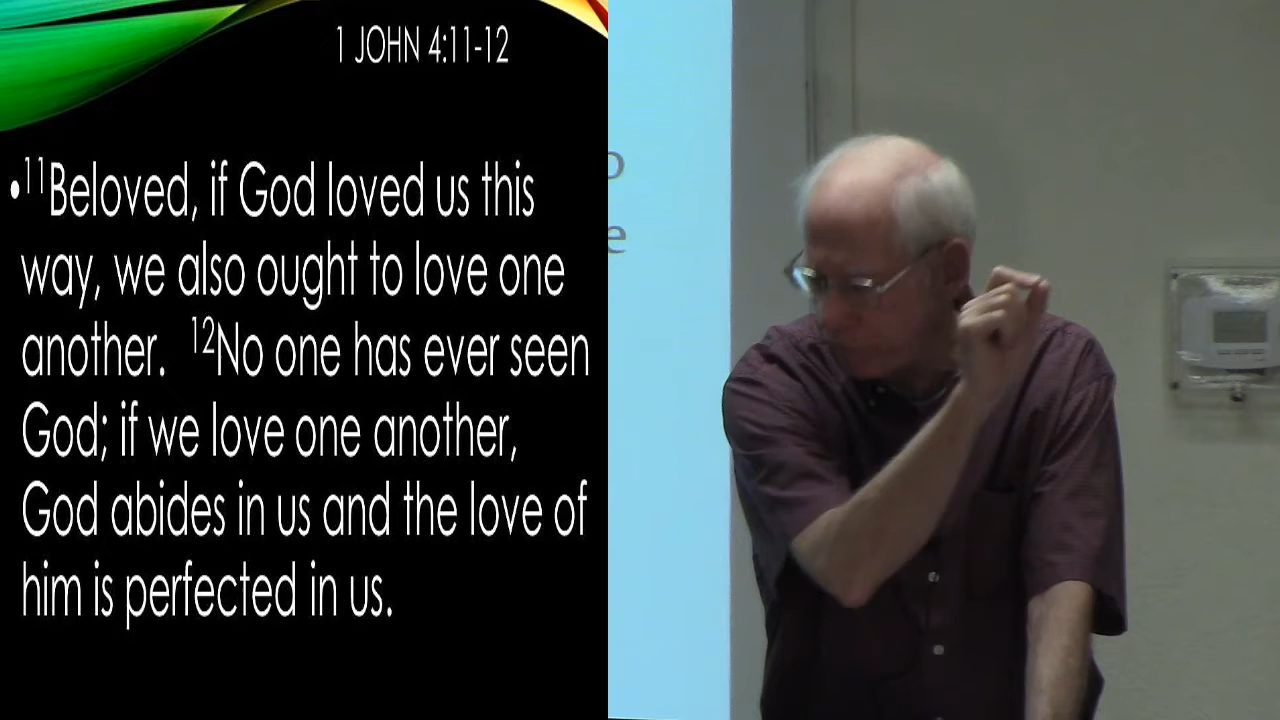 1 JOHN 4:11-12
•¹¹Beloved, if God loved us this
way, we also ought to love one
another. ¹²No one has ever seen
God; if we love one another,
God abides in us and the love of
him is perfected in us.
o
e